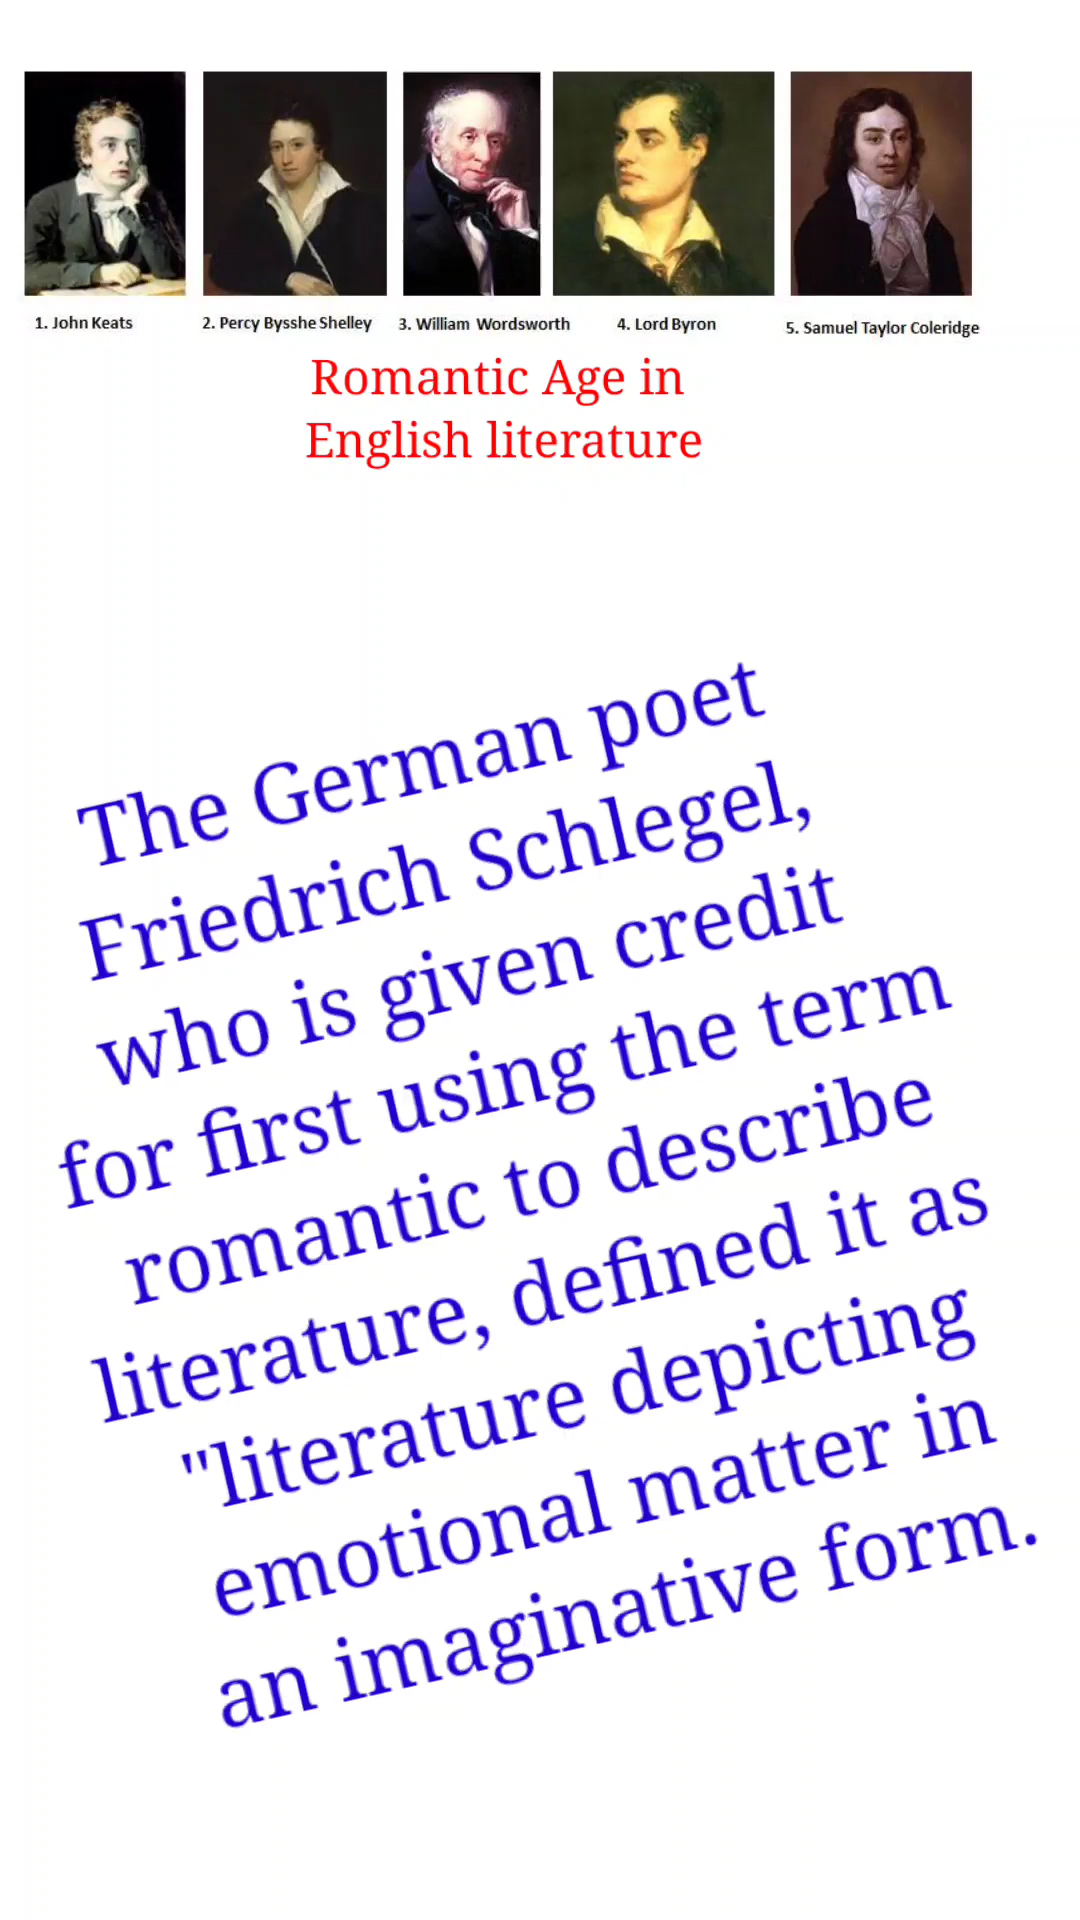 1. John Keats 2. Percy Bysshe Shelley 3. William Wordsworth 4. Lord Byron 5. Samuel Taylor Coleridge
Romantic Age in
English literature
The German poet
Friedrich Schlegel,
who is given credit
for first using the term
romantic to describe
literature, defined it as
"literature depicting
emotional matter in
an imaginative form.